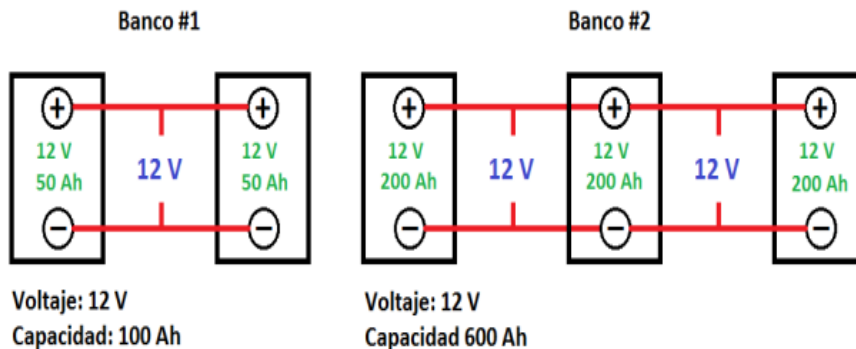 Banco #1
+ +
12 V 12 V
50 Ah 12 V 50 Ah
− −
Voltaje: 12 V
Capacidad: 100 Ah
Banco #2
+ + +
12 V 12 V 12 V
200 Ah 12 V 200 Ah 12 V 200 Ah
− − −
Voltaje: 12 V
Capacidad 600 Ah